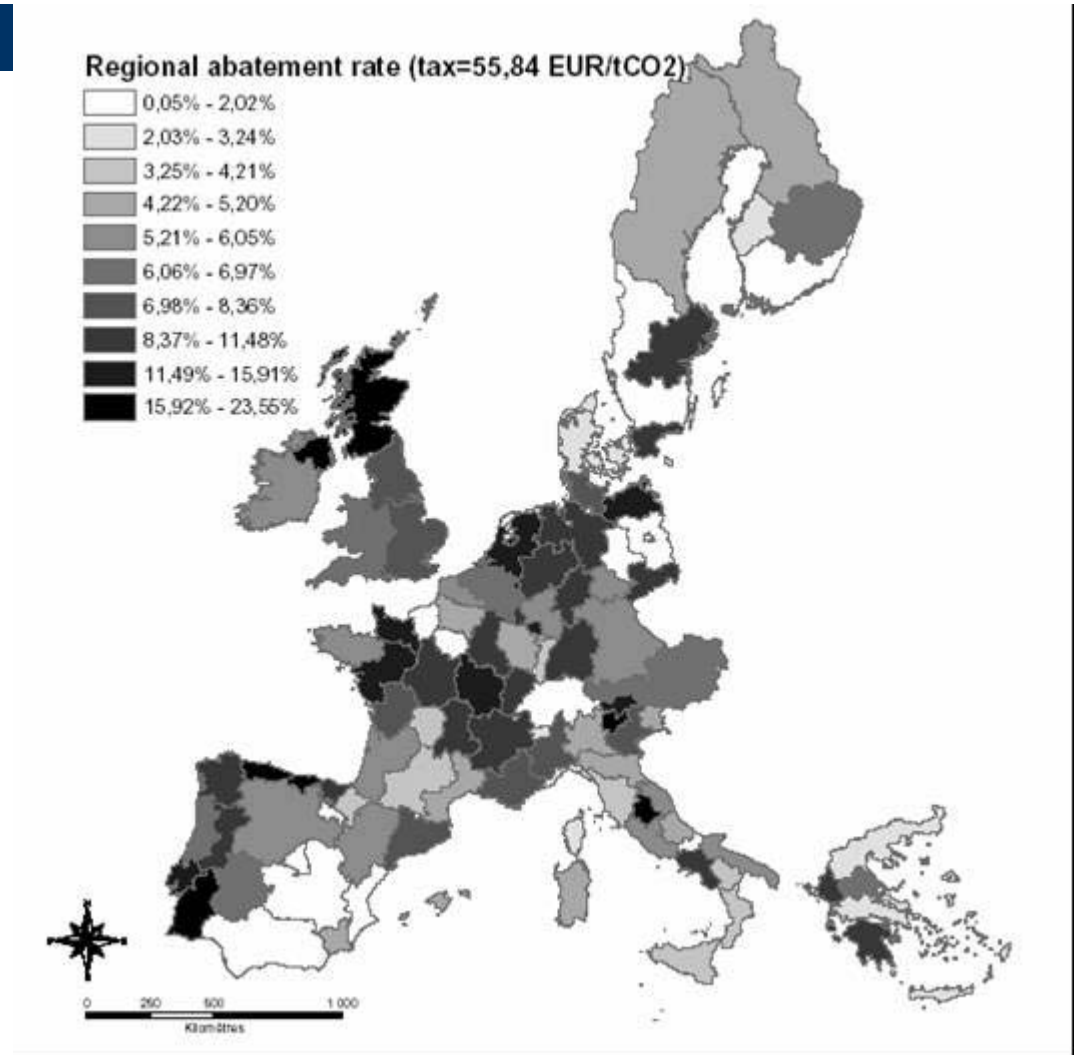 Regional abatement rate (tax=55,84 EUR/tCO2)
0,05% - 2,02%
2,03% - 3,24%
3,25% - 4,21%
4,22% - 5,20%
5,21% - 6,05%
6,06% - 6,97%
6,98% - 8,36%
8,37% - 11,48%
11,49% - 15,91%
15,92% - 23,55%
0 250 500 1 000
Kilomètres